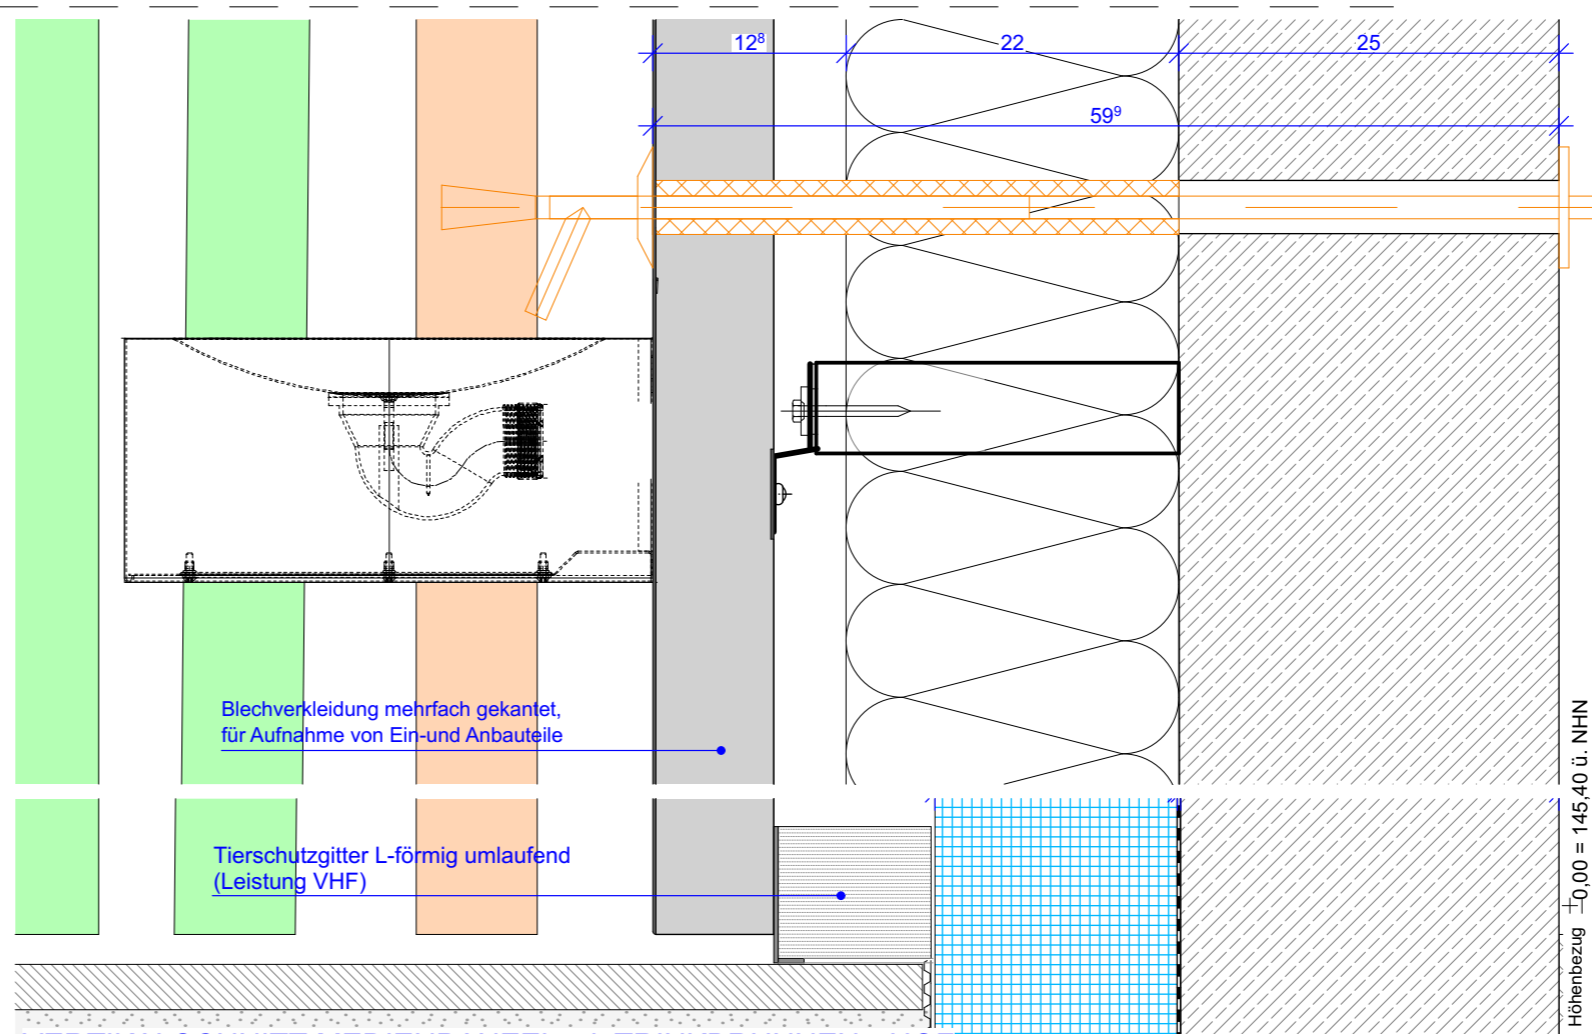 12⁸
22
25
59⁹
Blechverkleidung mehrfach gekantet,
für Aufnahme von Ein-und Anbauteile
Tierschutzgitter L-förmig umlaufend
(Leistung VHF)
Höhenbezug ±0,00 = 145,40 ü. NHN